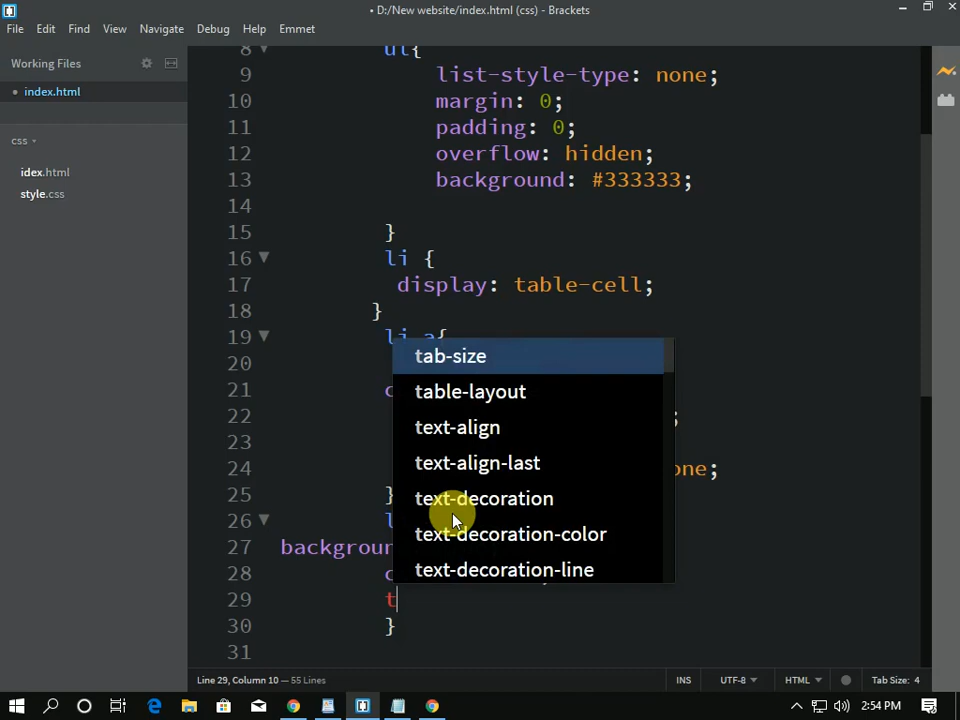 • D:/New website/index.html (css) - Brackets
File Edit Find View Navigate Debug Help Emmet
Working Files
• index.html
css
idex.html
style.css
8 ul{
9 list-style-type: none;
10 margin: 0;
11 padding: 0;
12 overflow: hidden;
13 background: #333333;
14
15 }
16 li {
17 display: table-cell;
18 }
19 li a{
20
21 c
22 ;
23
24 one;
25 }
26 l
27 backgroun
28 c
29 t
30 }
31
tab-size
table-layout
text-align
text-align-last
text-decoration
text-decoration-color
text-decoration-line
Line 29, Column 10 — 55 Lines
INS UTF-8 HTML Tab Size: 4
2:54 PM